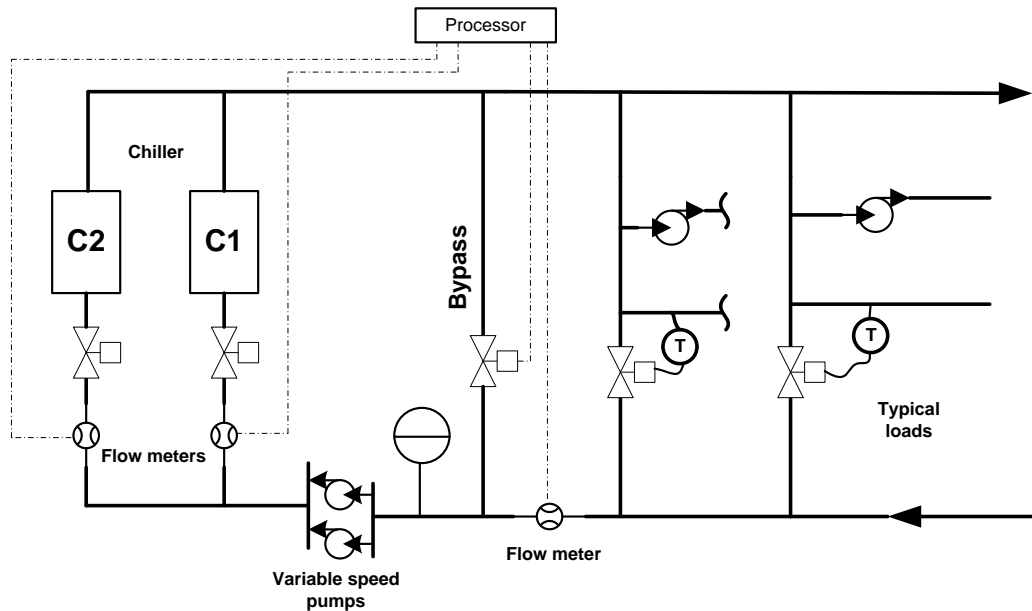 Processor
Chiller
C2
C1
Bypass
T
T
Typical
loads
Flow meters
Flow meter
Variable speed
pumps